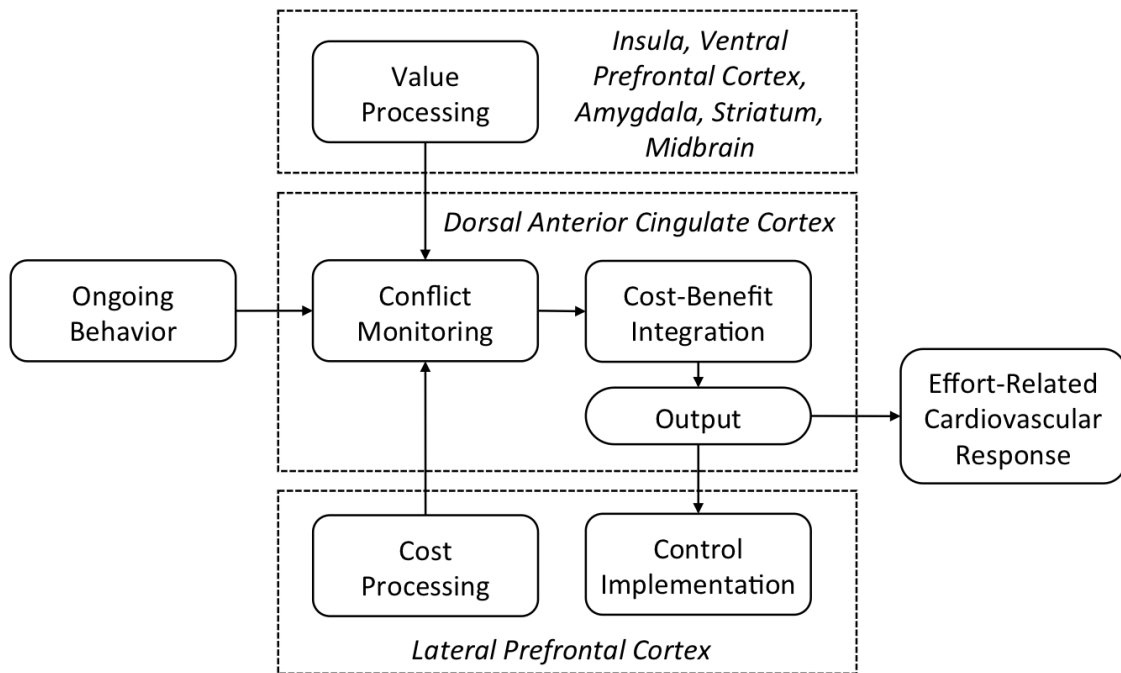 Value
Processing
Insula, Ventral
Prefrontal Cortex,
Amygdala, Striatum,
Midbrain
Dorsal Anterior Cingulate Cortex
Ongoing
Behavior
Conflict
Monitoring
Cost-Benefit
Integration
Output
Effort-Related
Cardiovascular
Response
Cost
Processing
Control
Implementation
Lateral Prefrontal Cortex